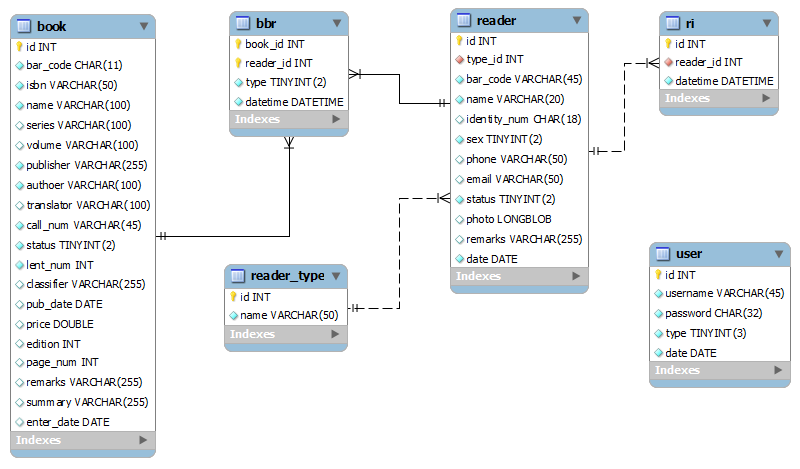 book
id INT
bar_code CHAR(11)
isbn VARCHAR(50)
name VARCHAR(100)
series VARCHAR(100)
volume VARCHAR(100)
publisher VARCHAR(255)
authoer VARCHAR(100)
translator VARCHAR(100)
call_num VARCHAR(45)
status TINYINT(2)
lent_num INT
classifier VARCHAR(255)
pub_date DATE
price DOUBLE
edition INT
page_num INT
remarks VARCHAR(255)
summary VARCHAR(255)
enter_date DATE
Indexes
bbr
book_id INT
reader_id INT
type TINYINT(2)
datetime DATETIME
Indexes
reader_type
id INT
name VARCHAR(50)
Indexes
reader
id INT
type_id INT
bar_code VARCHAR(45)
name VARCHAR(20)
identity_num CHAR(18)
sex TINYINT(2)
phone VARCHAR(50)
email VARCHAR(50)
status TINYINT(2)
photo LONGBLOB
remarks VARCHAR(255)
date DATE
Indexes
ri
id INT
reader_id INT
datetime DATETIME
Indexes
user
id INT
username VARCHAR(45)
password CHAR(32)
type TINYINT(3)
date DATE
Indexes